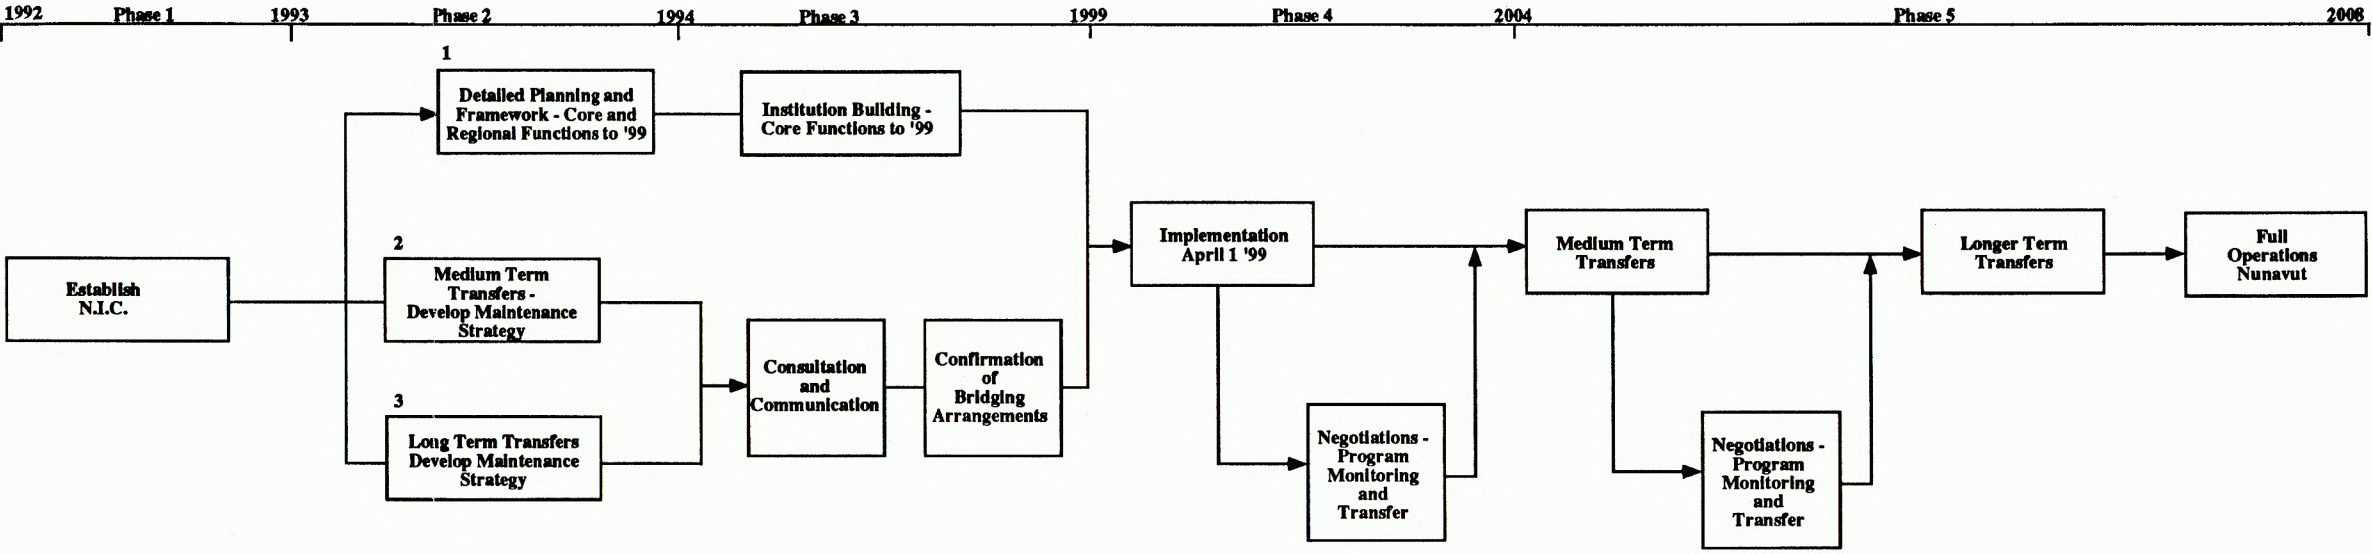 1992 Phase 1 1993 Phase 2 1994 Phase 3 1999 Phase 4 2004 Phase 5 2008
1
Detailed Planning and
Framework - Core and
Regional Functions to '99
Institution Building -
Core Functions to '99
Establish
N.I.C.
2
Medium Term
Transfers -
Develop Maintenance
Strategy
3
Long Term Transfers
Develop Maintenance
Strategy
Consultation
and
Communication
Confirmation
of
Bridging
Arrangements
Implementation
April 1 '99
Negotiations -
Program
Monitoring
and
Transfer
Medium Term
Transfers
Negotiations -
Program
Monitoring
and
Transfer
Longer Term
Transfers
Full
Operations
Nunavut